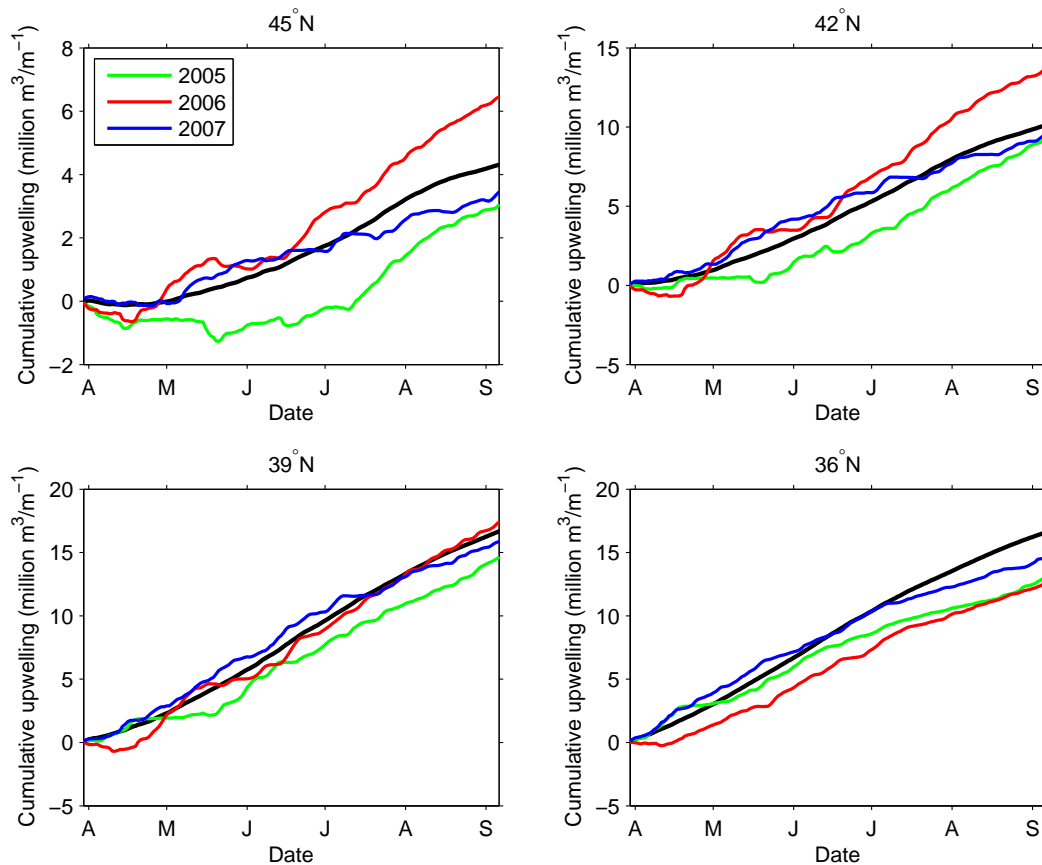 45°N
Cumulative upwelling (million m³/m⁻¹)
8
6
4
2
0
−2
2005
2006
2007
A M J J A S
Date
42°N
Cumulative upwelling (million m³/m⁻¹)
15
10
5
0
−5
A M J J A S
Date
39°N
Cumulative upwelling (million m³/m⁻¹)
20
15
10
5
0
−5
A M J J A S
Date
36°N
Cumulative upwelling (million m³/m⁻¹)
20
15
10
5
0
−5
A M J J A S
Date